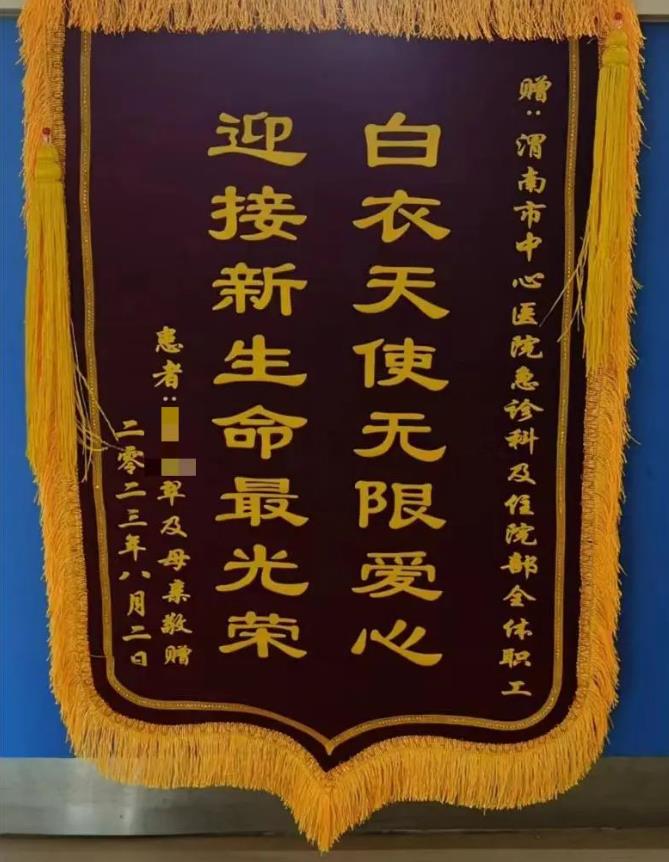 赠：渭南市中心医院急诊科及住院部全体职工
白衣天使无限爱心
迎接新生命最光荣
患者：翠及母亲敬赠
二零二三年八月二日